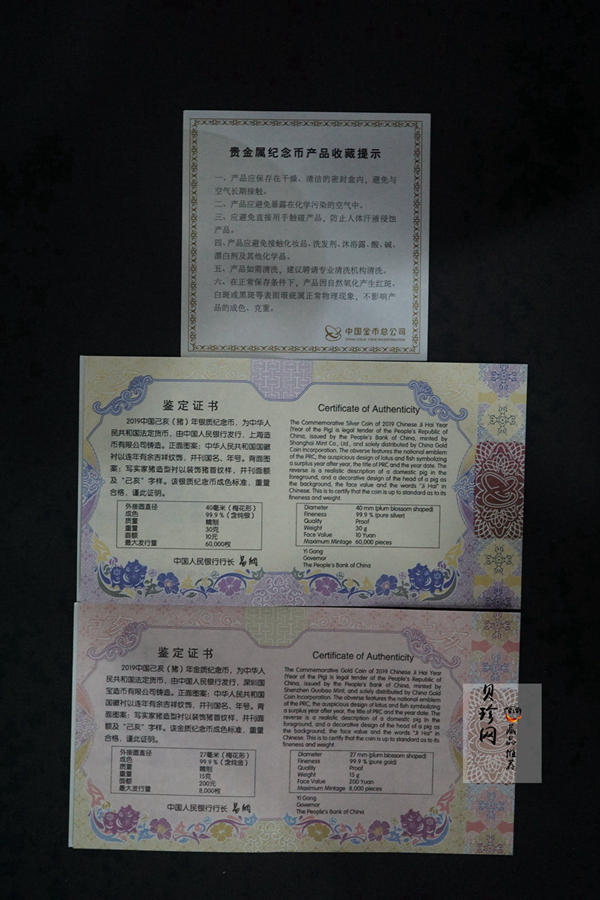 贵金属纪念币产品收藏提示
一、产品应保存在干燥、清洁的密封盒内，避免与
空气长期接触。
二、产品应避免暴露在化学污染的空气中。
三、应避免直接用手触碰产品，防止人体汗液侵蚀
产品。
四、产品应避免接触化妆品、洗发剂、沐浴露、酸、碱、
漂白剂及其他化学品。
五、产品如需清洗，建议聘请专业清洗机构清洗。
六、在正常保存条件下，产品因自然氧化产生红斑、
白斑或黑斑等表面瑕疵属正常物理现象，不影响产
品的成色、克重。
中国金币总公司
CHINA GOLD COIN INCORPORATION
鉴定证书
2019中国己亥（猪）年银质纪念币，为中华人
民共和国法定货币，由中国人民银行发行，上海造
币有限公司铸造。正面图案：中华人民共和国国徽
衬以连年有余吉祥纹饰，并刊国名、年号。背面图
案：写实家猪造型衬以装饰猪首纹样，并刊面额
及“己亥”字样。该银质纪念币成色标准，重量
合格，谨此证明。
外接圆直径 40毫米（梅花形）
成色 99.9%（含纯银）
质量 精制
重量 30克
面额 10元
最大发行量 60,000枚
中国人民银行行长
Certificate of Authenticity
The Commemorative Silver Coin of 2019 Chinese Ji Hai Year
(Year of the Pig) is legal tender of the People's Republic of
China, issued by the People's Bank of China, minted by
Shanghai Mint Co., Ltd., and solely distributed by China Gold
Coin Incorporation. The obverse features the national emblem
of the PRC, the auspicious design of lotus and fish symbolizing
a surplus year after year, the title of PRC and the year date. The
reverse is a realistic description of a domestic pig in the
foreground, and a decorative design of the head of a pig as
the background, the face value and the words "Ji Hai" in
Chinese. This is to certify that the coin is up to standard as to its
fineness and weight.
Diameter 40 mm (plum blossom shaped)
Fineness 99.9 % (pure silver)
Quality Proof
Weight 30 g
Face Value 10 Yuan
Maximum Mintage 60,000 pieces
Yi Gang
Governor
The People's Bank of China
鉴定证书
2019中国己亥（猪）年金质纪念币，为中华人
民共和国法定货币，由中国人民银行发行，深圳国
宝造币有限公司铸造。正面图案：中华人民共和国
国徽衬以连年有余吉祥纹饰，并刊国名、年号。背面
图案：写实家猪造型衬以装饰猪首纹样，并刊面额
及“己亥”字样。该金质纪念币成色标准，重量
合格，谨此证明。
外接圆直径 27毫米（梅花形）
成色 99.9%（含纯金）
质量 精制
重量 15克
面额 200元
最大发行量 8,000枚
中国人民银行行长
Certificate of Authenticity
The Commemorative Gold Coin of 2019 Chinese Ji Hai Year
(Year of the Pig) is legal tender of the People's Republic of
China, issued by the People's Bank of China, minted by
Shenzhen Guobao Mint, and solely distributed by China Gold
Coin Incorporation. The obverse features the national emblem
of the PRC, the auspicious design of lotus and fish symbolizing
a surplus year after year, the title of PRC and the year date. The
reverse is a realistic description of a domestic pig in the
foreground, and a decorative design of the head of a pig as
the background, the face value and the words "Ji Hai" in
Chinese. This is to certify that the coin is up to standard as to its
fineness and weight.
Diameter 27 mm (plum blossom shaped)
Fineness 99.9 % (pure gold)
Quality Proof
Weight 15 g
Face Value 200 Yuan
Maximum Mintage 8,000 pieces
Yi Gang
Governor
The People's Bank of China
贝珍网
藏品推荐